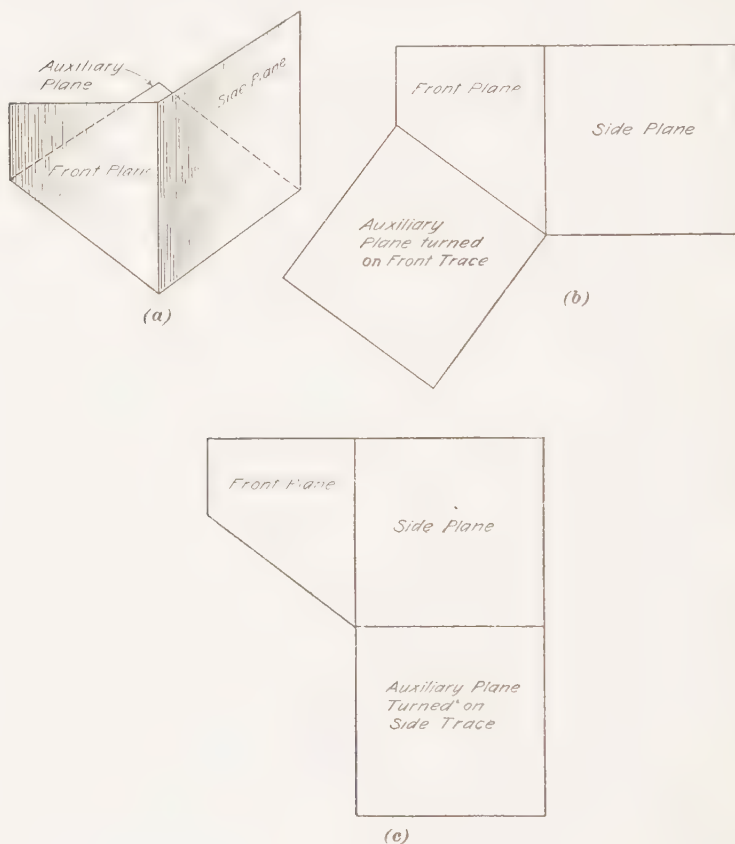 Auxiliary
Plane
Side Plane
Front Plane
(a)
Front Plane
Side Plane
Auxiliary
Plane turned
on Front Trace
(b)
Front Plane
Side Plane
Auxiliary Plane
Turned on
Side Trace
(c)